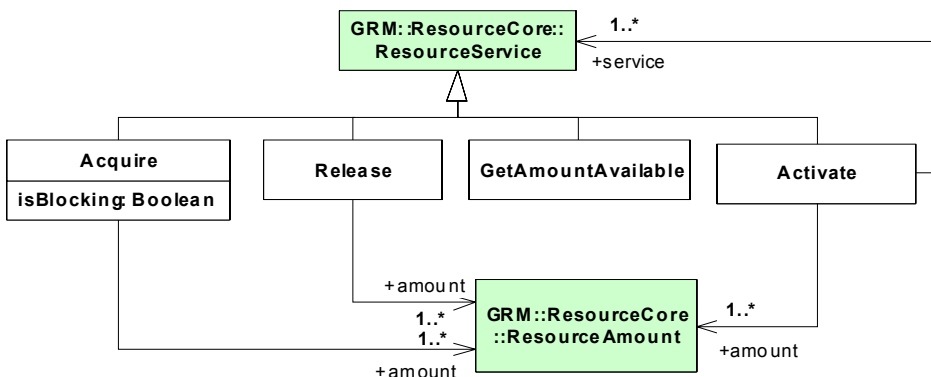 GRM::ResourceCore::
ResourceService
1..*
+service
Acquire
isBlocking: Boolean
Release
GetAmountAvailable
Activate
+amount
1..*
1..*
+amount
GRM::ResourceCore
::ResourceAmount
1..*
+amount